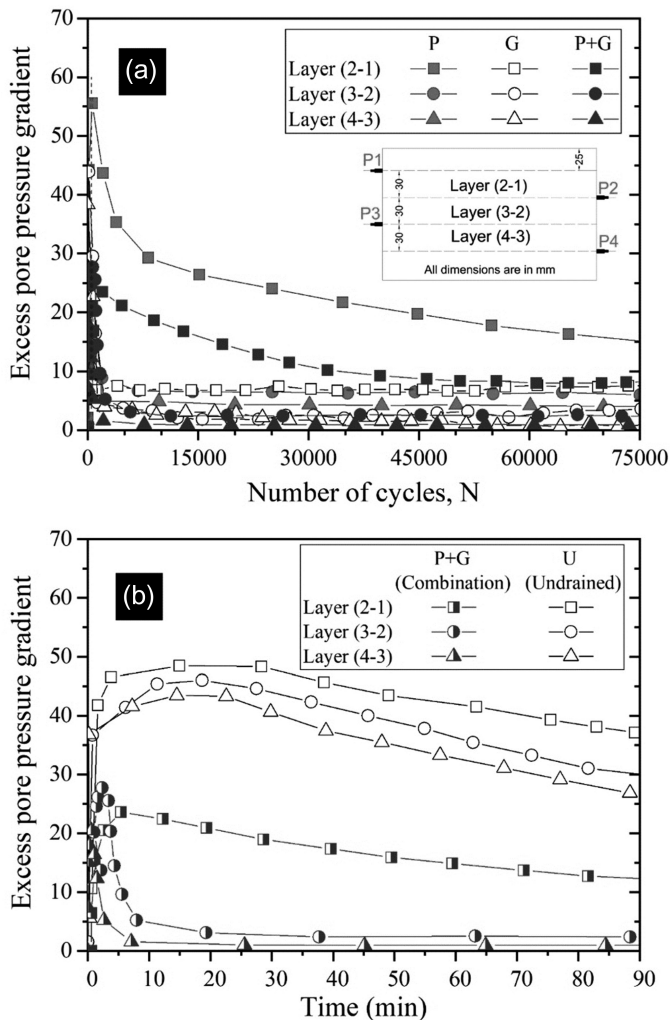 70
60
50
40
30
20
10
0
Excess pore pressure gradient
(a)
P G P+G
Layer (2-1)
Layer (3-2)
Layer (4-3)
P1
P2
P3
P4
25
30
30
30
Layer (2-1)
Layer (3-2)
Layer (4-3)
All dimensions are in mm
0 15000 30000 45000 60000 75000
Number of cycles, N
70
60
50
40
30
20
10
0
Excess pore pressure gradient
(b)
P+G U
(Combination) (Undrained)
Layer (2-1)
Layer (3-2)
Layer (4-3)
0 10 20 30 40 50 60 70 80 90
Time (min)